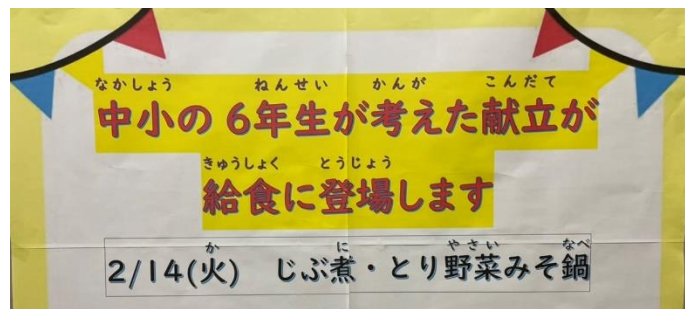 なかしょう ねんせい かんが こんだて
中小の 6年生が考えた献立が
きゅうしょく とうじょう
給食に登場します
か に やさい なべ
2/14(火) じぶ煮・とり野菜みそ鍋